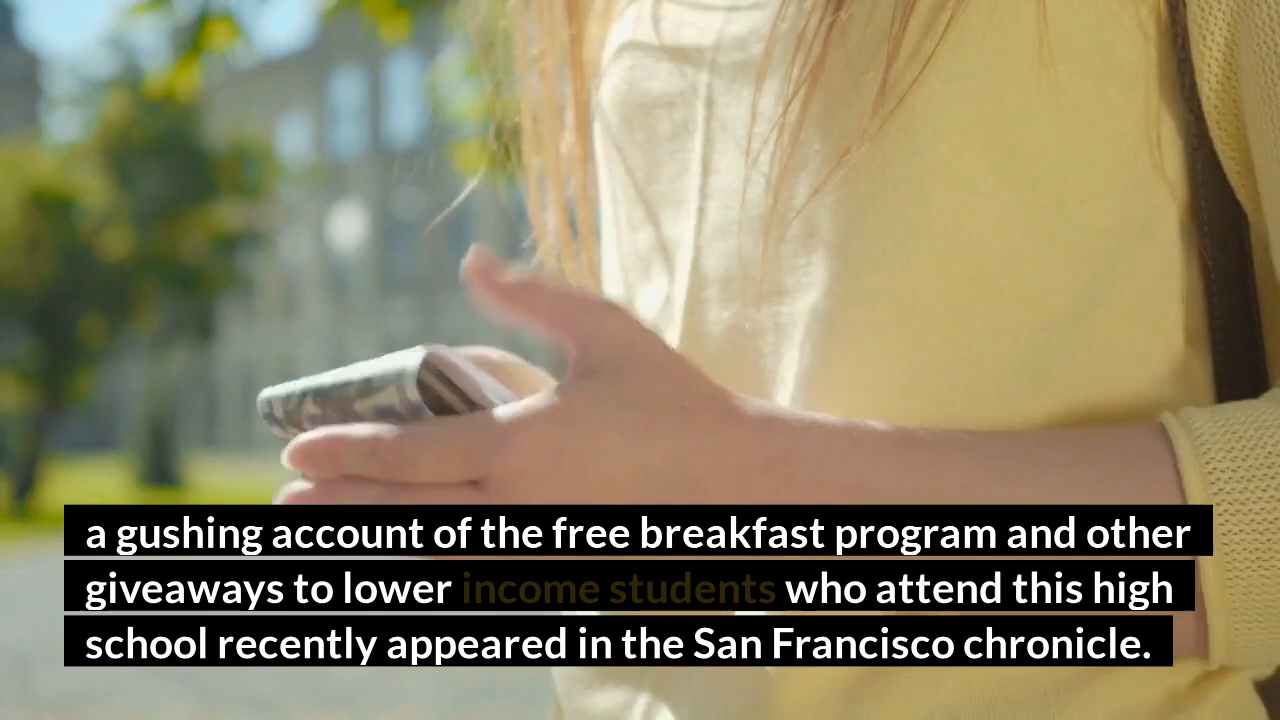 a gushing account of the free breakfast program and other
giveaways to lower income students who attend this high
school recently appeared in the San Francisco chronicle.